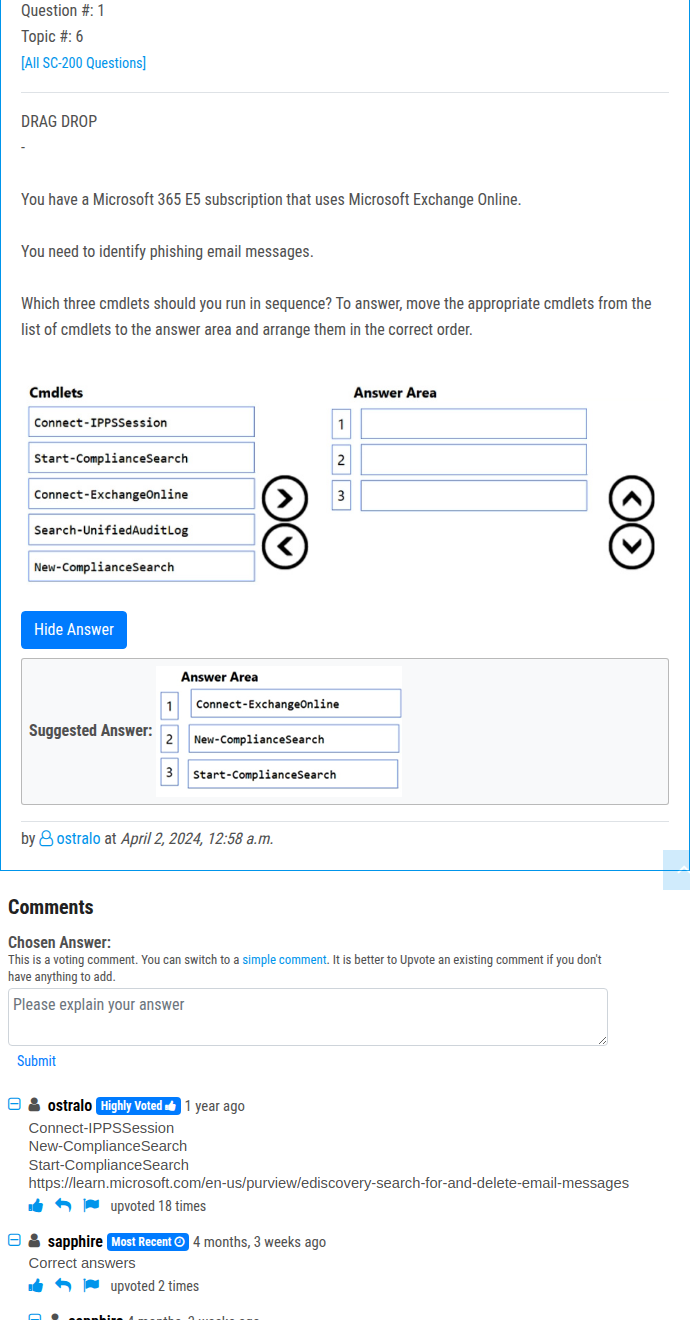 Question #: 1
Topic #: 6
[All SC-200 Questions]
DRAG DROP
-
You have a Microsoft 365 E5 subscription that uses Microsoft Exchange Online.
You need to identify phishing email messages.
Which three cmdlets should you run in sequence? To answer, move the appropriate cmdlets from the
list of cmdlets to the answer area and arrange them in the correct order.
Cmdlets
Connect-IPPSSession
Start-ComplianceSearch
Connect-ExchangeOnline
Search-UnifiedAuditLog
New-ComplianceSearch
Answer Area
1
2
3
Hide Answer
Suggested Answer:
Answer Area
1 Connect-ExchangeOnline
2 New-ComplianceSearch
3 Start-ComplianceSearch
by ostralo at April 2, 2024, 12:58 a.m.
Comments
Chosen Answer:
This is a voting comment. You can switch to a simple comment. It is better to Upvote an existing comment if you don't
have anything to add.
Please explain your answer
Submit
ostralo Highly Voted 1 year ago
Connect-IPPSSession
New-ComplianceSearch
Start-ComplianceSearch
https://learn.microsoft.com/en-us/purview/ediscovery-search-for-and-delete-email-messages
upvoted 18 times
sapphire Most Recent 4 months, 3 weeks ago
Correct answers
upvoted 2 times
sapphire 4 months, 3 weeks ago